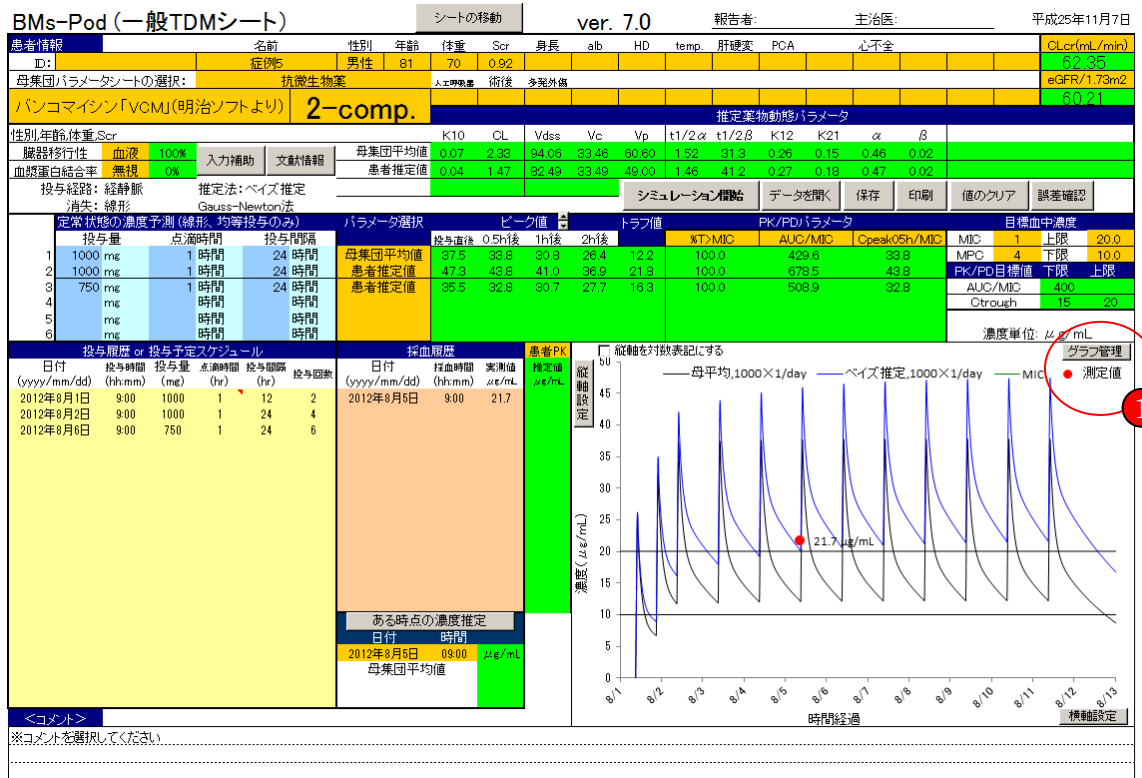 BMs-Pod (一般TDMシート) シートの移動 ver. 7.0 報告者: 主治医: 平成25年11月7日
患者情報 名前 性別 年齢 体重 Scr 身長 alb HD temp. 肝硬変 PCA 心不全 CLcr(mL/min)
ID: 症例5 男性 81 70 0.92 62.35
母集団パラメータシートの選択: 抗微生物薬 人工呼吸器 術後 多発外傷 eGFR/1.73m2
バンコマイシン「VCM」(明治ソフトより) 2-comp. 60.21
推定薬物動態パラメータ
性別,年齢,体重,Scr K10 CL Vdss Vc Vp t1/2α t1/2β K12 K21 α β
臓器移行性 血液 100% 入力補助 文献情報 母集団平均値 0.07 2.33 94.06 33.46 60.60 1.52 31.3 0.26 0.15 0.46 0.02
血漿蛋白結合率 無視 0% 患者推定値 0.04 1.47 82.49 33.49 49.00 1.46 41.2 0.27 0.18 0.47 0.02
投与経路: 経静脈 推定法: ベイズ推定 シミュレーション開始 データを開く 保存 印刷 値のクリア 誤差確認
消失: 線形 Gauss-Newton法
定常状態の濃度予測(線形、均等投与のみ) パラメータ選択 ピーク値 トラフ値 PK/PDパラメータ 目標血中濃度
投与量 点滴時間 投与間隔 投与直後 0.5h後 1h後 2h後 %T>MIC AUC/MIC Cpeak05h/MIC MIC 1 上限 20.0
1 1000 mg 1 時間 24 時間 母集団平均値 37.5 33.8 30.8 26.4 12.2 100.0 429.6 33.8 MPC 4 下限 10.0
2 1000 mg 1 時間 24 時間 患者推定値 47.3 43.8 41.0 36.9 21.8 100.0 678.5 43.8 PK/PD目標値 下限 上限
3 750 mg 1 時間 24 時間 患者推定値 35.5 32.8 30.7 27.7 16.3 100.0 508.9 32.8 AUC/MIC 400
4 mg 時間 時間 Ctrough 15 20
5 mg 時間 時間
6 mg 時間 時間 濃度単位: μg/mL
投与履歴 or 投与予定スケジュール 採血履歴 患者PK 縦軸を対数表記にする グラフ管理
日付 投与時間 投与量 点滴時間 投与間隔 投与回数 日付 採血時間 実測値 推定値
(yyyy/mm/dd) (hh:mm) (mg) (hr) (hr) (yyyy/mm/dd) (hh:mm) μg/mL μg/mL
2012年8月1日 9:00 1000 1 12 2 2012年8月5日 9:00 21.7
2012年8月2日 9:00 1000 1 24 4
2012年8月6日 9:00 750 1 24 6
縦軸設定
母平均,1000×1/day ベイズ推定,1000×1/day MIC 測定値
1
50
45
40
35
30
25
20
15
10
5
0
21.7 μg/mL
濃度(μg/mL)
ある時点の濃度推定
日付 時間
2012年8月5日 09:00 μg/mL
母集団平均値
8/1 8/2 8/3 8/4 8/5 8/6 8/7 8/8 8/9 8/10 8/11 8/12 8/13
時間経過 横軸設定
<コメント>
※コメントを選択してください